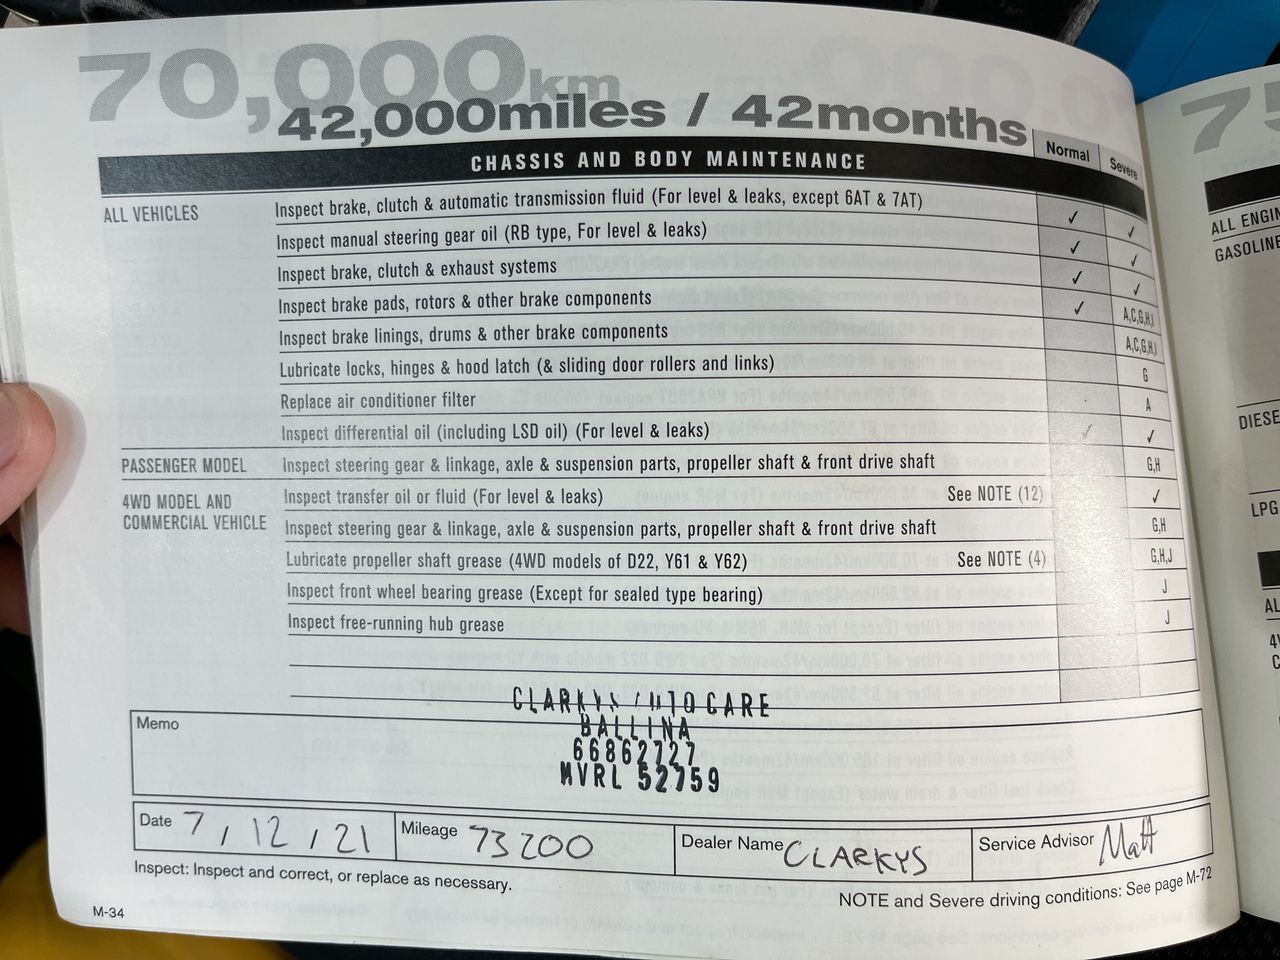 70,000km
42,000miles / 42months
Normal
Severe
CHASSIS AND BODY MAINTENANCE
ALL VEHICLES
Inspect brake, clutch & automatic transmission fluid (For level & leaks, except 6AT & 7AT) ✓ ✓
Inspect manual steering gear oil (RB type, For level & leaks) ✓ ✓
Inspect brake, clutch & exhaust systems ✓ ✓
Inspect brake pads, rotors & other brake components ✓ A,C,G,H,I
Inspect brake linings, drums & other brake components A,C,G,H,I
Lubricate locks, hinges & hood latch (& sliding door rollers and links) G
Replace air conditioner filter A
Inspect differential oil (including LSD oil) (For level & leaks) ✓ ✓
PASSENGER MODEL Inspect steering gear & linkage, axle & suspension parts, propeller shaft & front drive shaft G,H
4WD MODEL AND
COMMERCIAL VEHICLE
Inspect transfer oil or fluid (For level & leaks) See NOTE (12) ✓
Inspect steering gear & linkage, axle & suspension parts, propeller shaft & front drive shaft G,H
Lubricate propeller shaft grease (4WD models of D22, Y61 & Y62) See NOTE (4) G,H,J
Inspect front wheel bearing grease (Except for sealed type bearing) J
Inspect free-running hub grease J
CLARKYS AUTO CARE
BALLINA
66862727
MVRL 52759
Memo
Date 7/12/21
Mileage 73200
Dealer Name CLARKYS
Service Advisor Matt
Inspect: Inspect and correct, or replace as necessary.
NOTE and Severe driving conditions: See page M-72
M-34
75
ALL ENGIN
GASOLINE
DIESE
LPG
AL